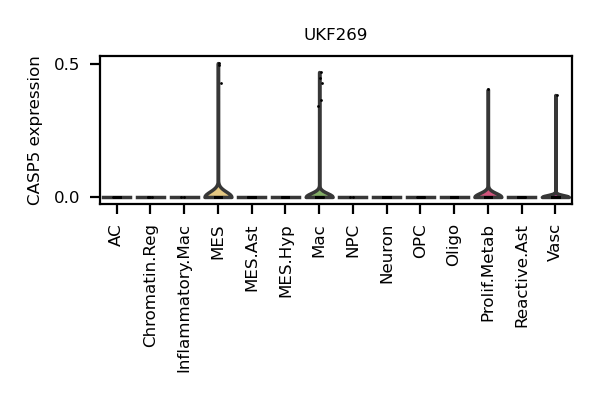 UKF269
CASP5 expression
0.5
0.0
AC
Chromatin.Reg
Inflammatory.Mac
MES
MES.Ast
MES.Hyp
Mac
NPC
Neuron
OPC
Oligo
Prolif.Metab
Reactive.Ast
Vasc